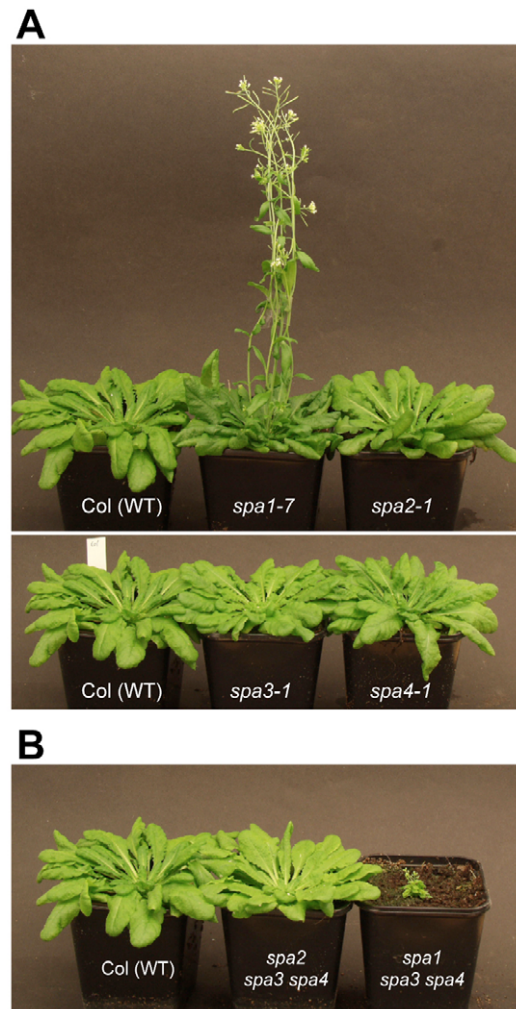 A
Col (WT)
spa1-7
spa2-1
Col (WT)
spa3-1
spa4-1
B
Col (WT)
spa2
spa3 spa4
spa1
spa3 spa4